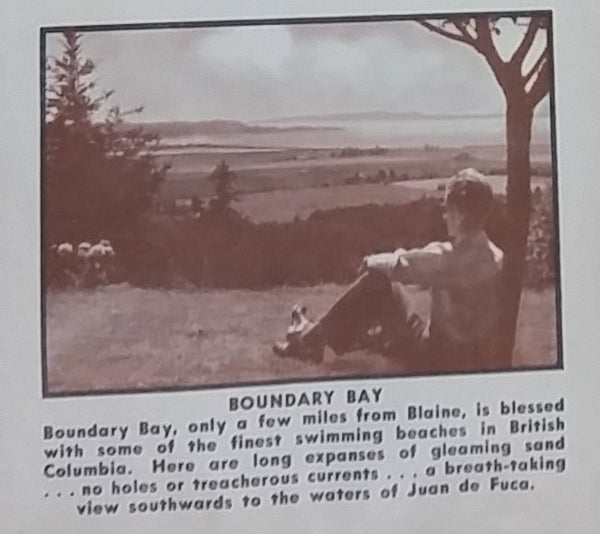 BOUNDARY BAY
Boundary Bay, only a few miles from Blaine, is blessed
with some of the finest swimming beaches in British
Columbia. Here are long expanses of gleaming sand
. . . no holes or treacherous currents . . . a breath-taking
view southwards to the waters of Juan de Fuca.